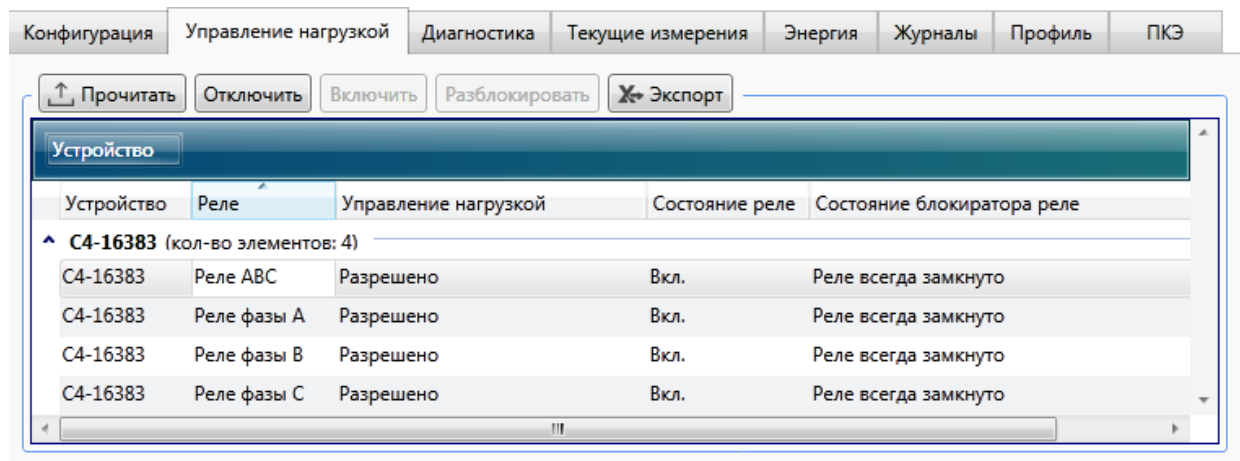 Конфигурация Управление нагрузкой Диагностика Текущие измерения Энергия Журналы Профиль ПКЭ
Прочитать Отключить Включить Разблокировать Экспорт
Устройство
Устройство Реле Управление нагрузкой Состояние реле Состояние блокиратора реле
С4-16383 (кол-во элементов: 4)
С4-16383 Реле ABC Разрешено Вкл. Реле всегда замкнуто
С4-16383 Реле фазы A Разрешено Вкл. Реле всегда замкнуто
С4-16383 Реле фазы B Разрешено Вкл. Реле всегда замкнуто
С4-16383 Реле фазы C Разрешено Вкл. Реле всегда замкнуто